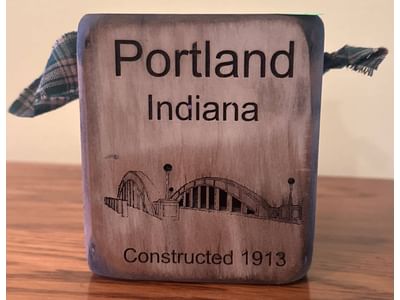 Portland
Indiana
Constructed 1913